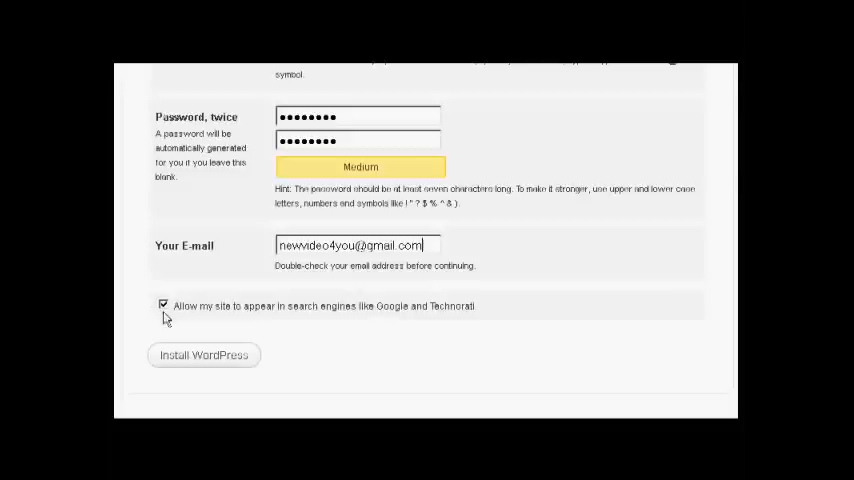 symbol.
Password, twice
A password will be
automatically generated
for you if you leave this
blank.
Medium
Hint: The password should be at least seven characters long. To make it stronger, use upper and lower case
letters, numbers and symbols like ! " ? $ % ^ & ).
Your E-mail
newvideo4you@gmail.com
Double-check your email address before continuing.
Allow my site to appear in search engines like Google and Technorati.
Install WordPress